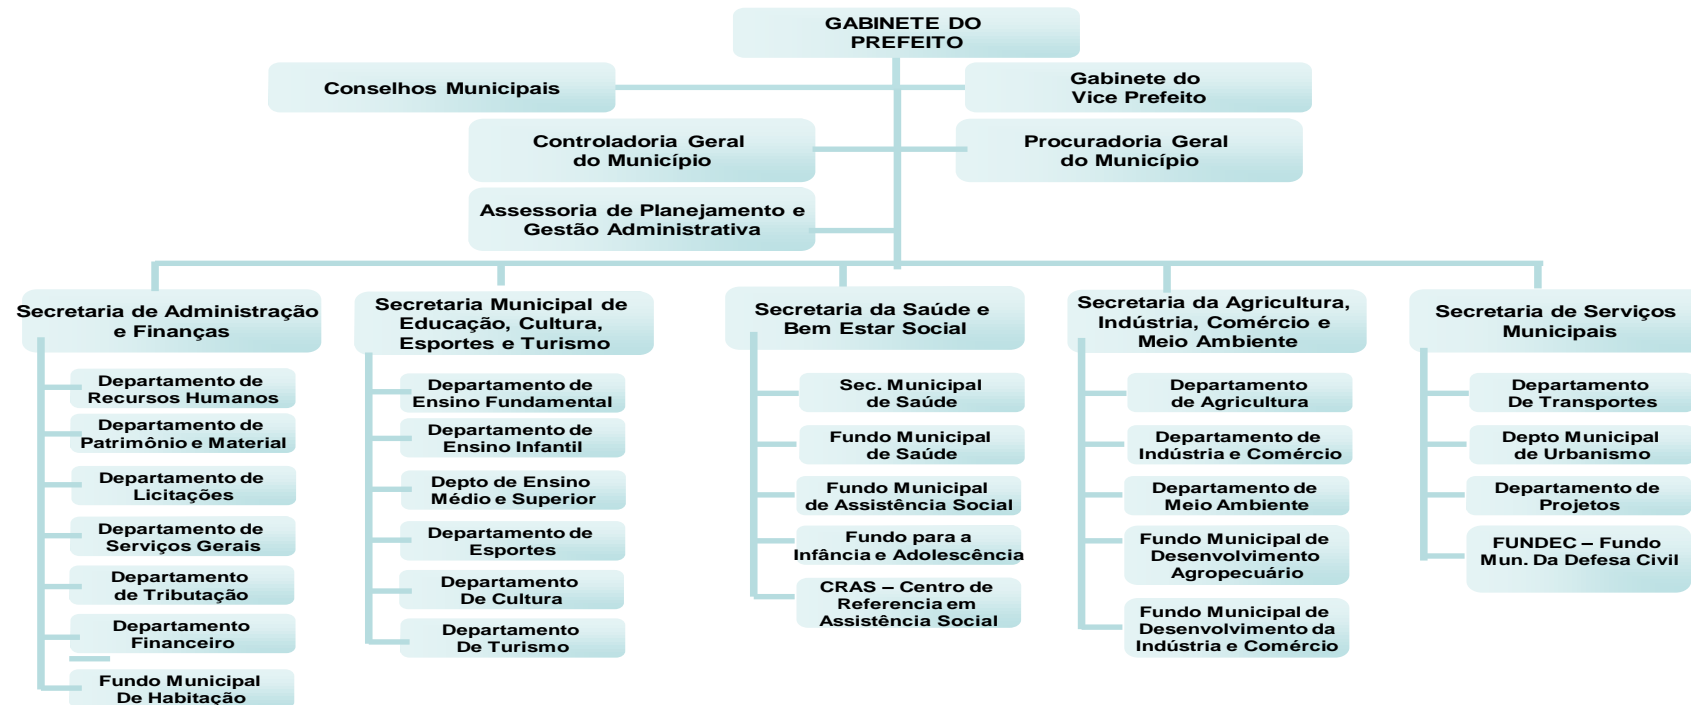 GABINETE DO
PREFEITO
Conselhos Municipais
Gabinete do
Vice Prefeito
Controladoria Geral
do Município
Procuradoria Geral
do Município
Assessoria de Planejamento e
Gestão Administrativa
Secretaria de Administração
e Finanças
Departamento de
Recursos Humanos
Departamento de
Patrimônio e Material
Departamento de
Licitações
Departamento de
Serviços Gerais
Departamento
de Tributação
Departamento
Financeiro
Fundo Municipal
De Habitação
Secretaria Municipal de
Educação, Cultura,
Esportes e Turismo
Departamento de
Ensino Fundamental
Departamento de
Ensino Infantil
Depto de Ensino
Médio e Superior
Departamento de
Esportes
Departamento
De Cultura
Departamento
De Turismo
Secretaria da Saúde e
Bem Estar Social
Sec. Municipal
de Saúde
Fundo Municipal
de Saúde
Fundo Municipal
de Assistência Social
Fundo para a
Infância e Adolescência
CRAS – Centro de
Referencia em
Assistência Social
Secretaria da Agricultura,
Indústria, Comércio e
Meio Ambiente
Departamento
de Agricultura
Departamento de
Indústria e Comércio
Departamento de
Meio Ambiente
Fundo Municipal de
Desenvolvimento
Agropecuário
Fundo Municipal de
Desenvolvimento da
Indústria e Comércio
Secretaria de Serviços
Municipais
Departamento
De Transportes
Depto Municipal
de Urbanismo
Departamento de
Projetos
FUNDEC – Fundo
Mun. Da Defesa Civil